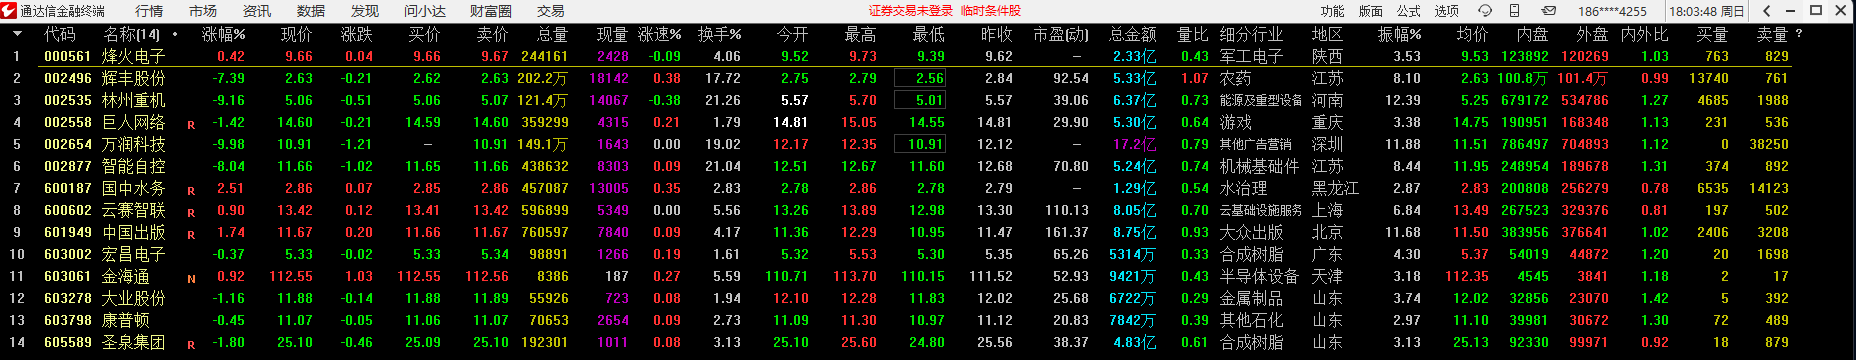 通达信金融终端 行情 市场 资讯 数据 发现 问小达 财富圈 交易 证券交易未登录 临时条件股 功能 版面 公式 选项 186****4255 18:03:48 周日
代码 名称(14) 涨幅% 现价 涨跌 买价 卖价 总量 现量 涨速% 换手% 今开 最高 最低 昨收 市盈(动) 总金额 量比 细分行业 地区 振幅% 均价 内盘 外盘 内外比 买量 卖量 ?
1 000561 烽火电子 0.42 9.66 0.04 9.66 9.67 244161 2428 -0.09 4.06 9.52 9.73 9.39 9.62 — 2.33亿 0.43 军工电子 陕西 3.53 9.53 123892 120269 1.03 763 829
2 002496 辉丰股份 -7.39 2.63 -0.21 2.62 2.63 202.2万 18142 0.38 17.72 2.75 2.79 2.56 2.84 92.54 5.33亿 1.07 农药 江苏 8.10 2.63 100.8万 101.4万 0.99 13740 761
3 002535 林州重机 -9.16 5.06 -0.51 5.06 5.07 121.4万 14067 -0.38 21.26 5.57 5.70 5.01 5.57 39.06 6.37亿 0.73 能源及重型设备 河南 12.39 5.25 679172 534786 1.27 4685 1988
4 002558 巨人网络 R -1.42 14.60 -0.21 14.59 14.60 359299 4315 0.21 1.79 14.81 15.05 14.55 14.81 29.90 5.30亿 0.64 游戏 重庆 3.38 14.75 190951 168348 1.13 231 536
5 002654 万润科技 -9.98 10.91 -1.21 — 10.91 149.1万 1643 0.00 19.02 12.17 12.35 10.91 12.12 — 17.2亿 0.79 其他广告营销 深圳 11.88 11.51 786497 704893 1.12 0 38250
6 002877 智能自控 -8.04 11.66 -1.02 11.65 11.66 438632 8303 0.09 21.04 12.51 12.67 11.60 12.68 70.80 5.24亿 0.74 机械基础件 江苏 8.44 11.95 248954 189678 1.31 374 892
7 600187 国中水务 R 2.51 2.86 0.07 2.85 2.86 457087 13005 0.35 2.83 2.78 2.86 2.78 2.79 — 1.29亿 0.54 水治理 黑龙江 2.87 2.83 200808 256279 0.78 6535 14123
8 600602 云赛智联 R 0.90 13.42 0.12 13.41 13.42 596899 5349 0.00 5.56 13.26 13.89 12.98 13.30 110.13 8.05亿 0.70 云基础设施服务 上海 6.84 13.49 267523 329376 0.81 197 502
9 601949 中国出版 R 1.74 11.67 0.20 11.66 11.67 760597 7840 0.09 4.17 11.36 12.29 10.95 11.47 161.37 8.75亿 0.93 大众出版 北京 11.68 11.50 383956 376641 1.02 2406 3208
10 603002 宏昌电子 -0.37 5.33 -0.02 5.33 5.34 98891 1266 0.19 1.61 5.32 5.53 5.30 5.35 65.26 5314万 0.33 合成树脂 广东 4.30 5.37 54019 44872 1.20 20 1698
11 603061 金海通 N 0.92 112.55 1.03 112.55 112.56 8386 187 0.27 5.59 110.71 113.70 110.15 111.52 52.93 9421万 0.43 半导体设备 天津 3.18 112.35 4545 3841 1.18 2 17
12 603278 大业股份 -1.16 11.88 -0.14 11.88 11.89 55926 723 0.08 1.94 12.10 12.28 11.83 12.02 25.68 6722万 0.29 金属制品 山东 3.74 12.02 32856 23070 1.42 5 392
13 603798 康普顿 -0.45 11.07 -0.05 11.06 11.07 70653 2654 0.09 2.73 11.09 11.30 10.97 11.12 20.83 7842万 0.39 其他石化 山东 2.97 11.10 39981 30672 1.30 72 489
14 605589 圣泉集团 R -1.80 25.10 -0.46 25.09 25.10 192301 1011 0.08 3.13 25.10 25.60 24.80 25.56 38.37 4.83亿 0.61 合成树脂 山东 3.13 25.13 92330 99971 0.92 18 879